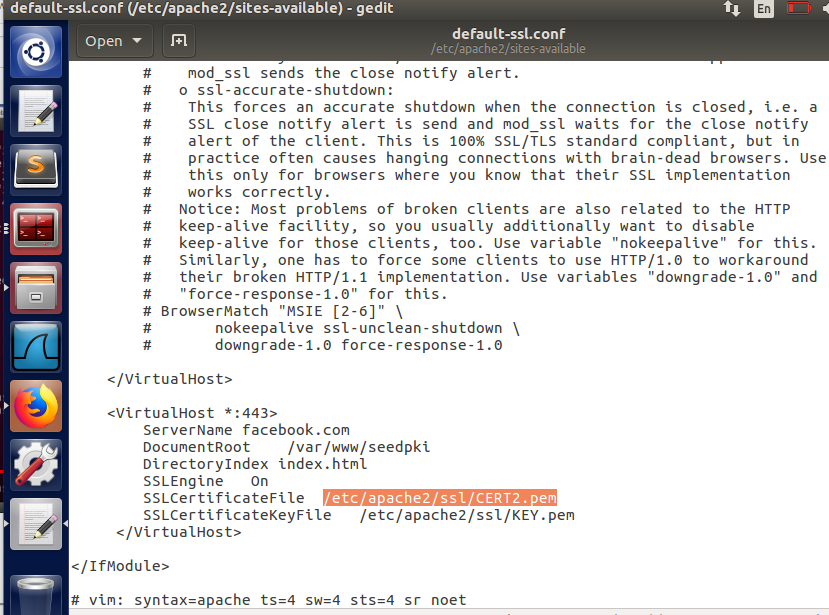 default-ssl.conf (/etc/apache2/sites-available) - gedit
En
Open
default-ssl.conf
/etc/apache2/sites-available
#    mod_ssl sends the close notify alert.
#   o ssl-accurate-shutdown:
#    This forces an accurate shutdown when the connection is closed, i.e. a
#    SSL close notify alert is send and mod_ssl waits for the close notify
#    alert of the client. This is 100% SSL/TLS standard compliant, but in
#    practice often causes hanging connections with brain-dead browsers. Use
#    this only for browsers where you know that their SSL implementation
#    works correctly.
#   Notice: Most problems of broken clients are also related to the HTTP
#   keep-alive facility, so you usually additionally want to disable
#   keep-alive for those clients, too. Use variable "nokeepalive" for this.
#   Similarly, one has to force some clients to use HTTP/1.0 to workaround
#   their broken HTTP/1.1 implementation. Use variables "downgrade-1.0" and
#   "force-response-1.0" for this.
# BrowserMatch "MSIE [2-6]" \
#       nokeepalive ssl-unclean-shutdown \
#       downgrade-1.0 force-response-1.0
</VirtualHost>
<VirtualHost *:443>
ServerName facebook.com
DocumentRoot    /var/www/seedpki
DirectoryIndex index.html
SSLEngine   On
SSLCertificateFile  /etc/apache2/ssl/CERT2.pem
SSLCertificateKeyFile   /etc/apache2/ssl/KEY.pem
</VirtualHost>
</IfModule>
# vim: syntax=apache ts=4 sw=4 sts=4 sr noet